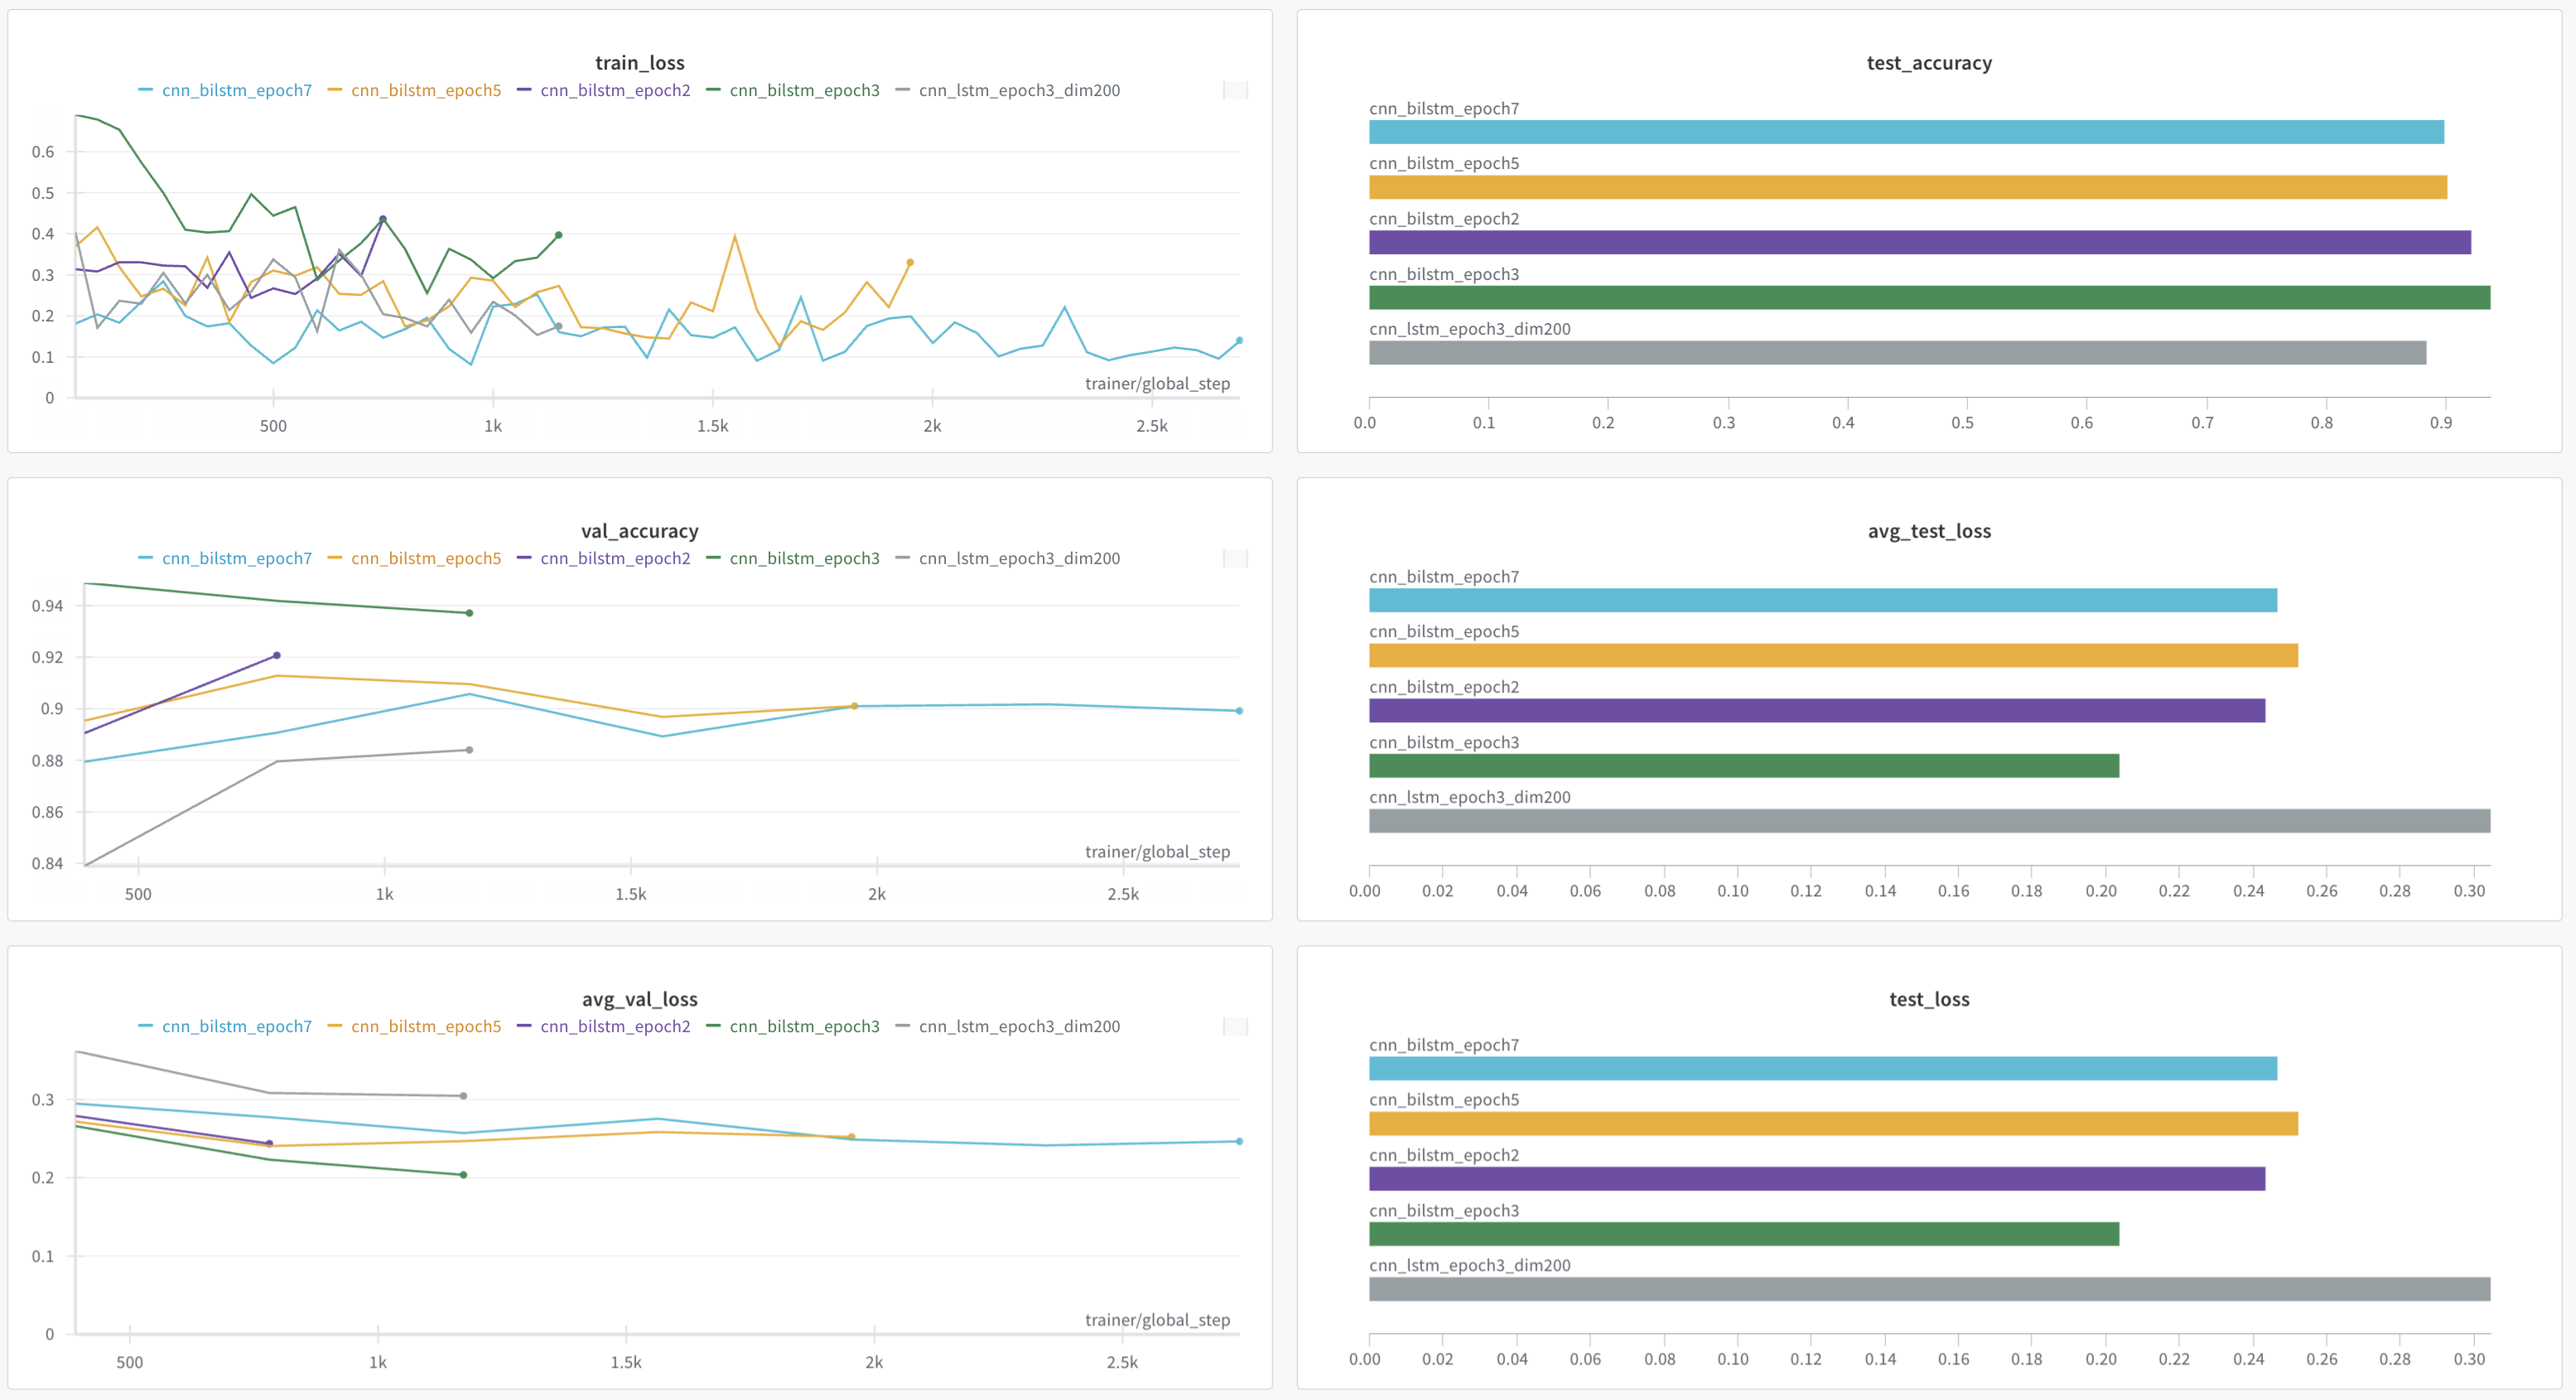 train_loss
cnn_bilstm_epoch7 cnn_bilstm_epoch5 cnn_bilstm_epoch2 cnn_bilstm_epoch3 cnn_lstm_epoch3_dim200
0.6
0.5
0.4
0.3
0.2
0.1
0
trainer/global_step
500 1k 1.5k 2k 2.5k
test_accuracy
cnn_bilstm_epoch7
cnn_bilstm_epoch5
cnn_bilstm_epoch2
cnn_bilstm_epoch3
cnn_lstm_epoch3_dim200
0.0 0.1 0.2 0.3 0.4 0.5 0.6 0.7 0.8 0.9
val_accuracy
cnn_bilstm_epoch7 cnn_bilstm_epoch5 cnn_bilstm_epoch2 cnn_bilstm_epoch3 cnn_lstm_epoch3_dim200
0.94
0.92
0.9
0.88
0.86
0.84
trainer/global_step
500 1k 1.5k 2k 2.5k
avg_test_loss
cnn_bilstm_epoch7
cnn_bilstm_epoch5
cnn_bilstm_epoch2
cnn_bilstm_epoch3
cnn_lstm_epoch3_dim200
0.00 0.02 0.04 0.06 0.08 0.10 0.12 0.14 0.16 0.18 0.20 0.22 0.24 0.26 0.28 0.30
avg_val_loss
cnn_bilstm_epoch7 cnn_bilstm_epoch5 cnn_bilstm_epoch2 cnn_bilstm_epoch3 cnn_lstm_epoch3_dim200
0.3
0.2
0.1
0
trainer/global_step
500 1k 1.5k 2k 2.5k
test_loss
cnn_bilstm_epoch7
cnn_bilstm_epoch5
cnn_bilstm_epoch2
cnn_bilstm_epoch3
cnn_lstm_epoch3_dim200
0.00 0.02 0.04 0.06 0.08 0.10 0.12 0.14 0.16 0.18 0.20 0.22 0.24 0.26 0.28 0.30